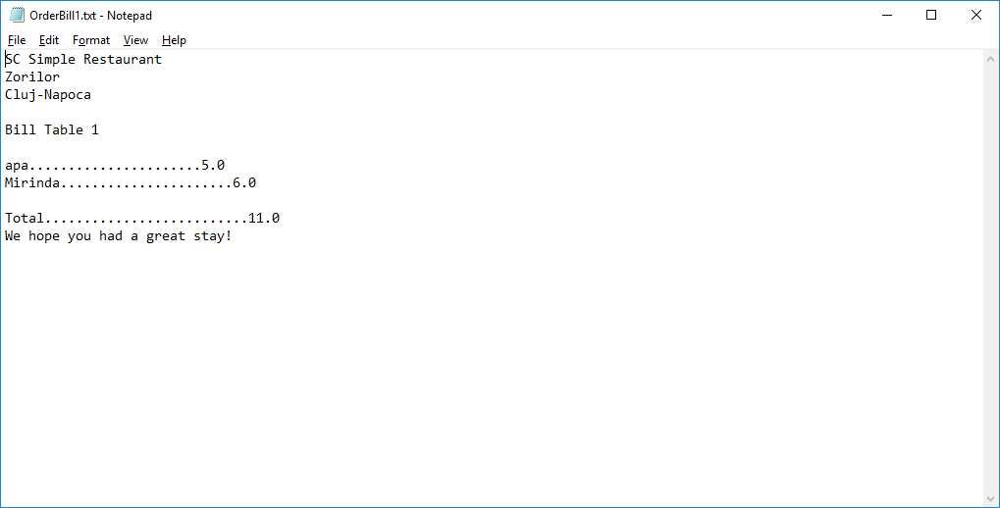 OrderBill1.txt - Notepad
File Edit Format View Help
SC Simple Restaurant
Zorilor
Cluj-Napoca
Bill Table 1
apa......................5.0
Mirinda......................6.0
Total..........................11.0
We hope you had a great stay!